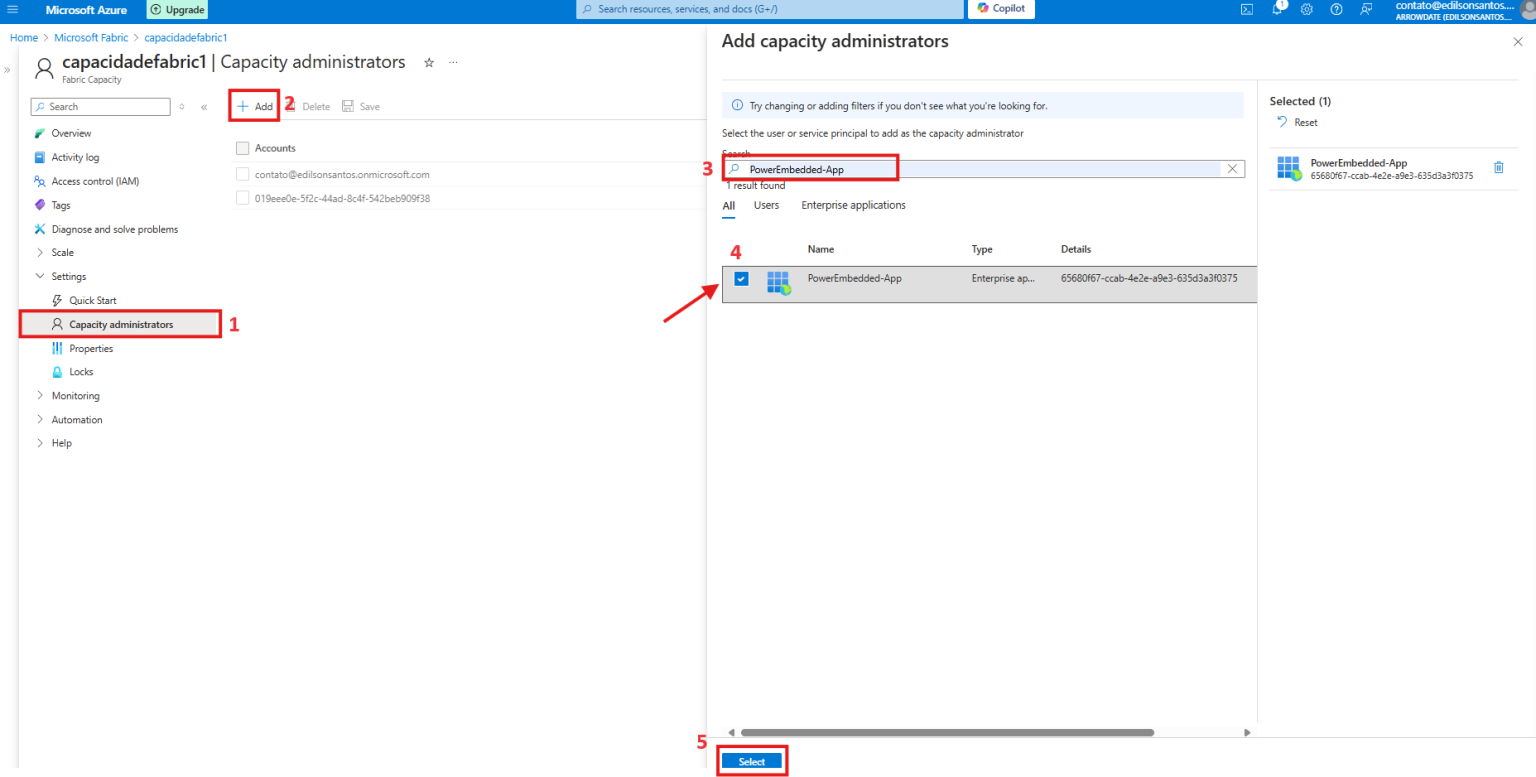 Microsoft Azure
Upgrade
Search resources, services, and docs (G+/)
Copilot
1
contato@edilsonsantos....
ARROWDATE (EDILSONSANTOS....
Home > Microsoft Fabric > capacidadefabric1
capacidadefabric1 | Capacity administrators
Fabric Capacity
Search
Add
2
Delete
Save
Overview
Activity log
Access control (IAM)
Tags
Diagnose and solve problems
Scale
Settings
Quick Start
Capacity administrators
1
Properties
Locks
Monitoring
Automation
Help
Accounts
contato@edilsonsantos.onmicrosoft.com
019eee0e-5f2c-44ad-8c4f-542beb909f38
Add capacity administrators
Try changing or adding filters if you don't see what you're looking for.
Select the user or service principal to add as the capacity administrator
Search
3
PowerEmbedded-App
1 result found
All
Users
Enterprise applications
4
Name
Type
Details
PowerEmbedded-App
Enterprise ap...
65680f67-ccab-4e2e-a9e3-635d3a3f0375
5
Select
Selected (1)
Reset
PowerEmbedded-App
65680f67-ccab-4e2e-a9e3-635d3a3f0375